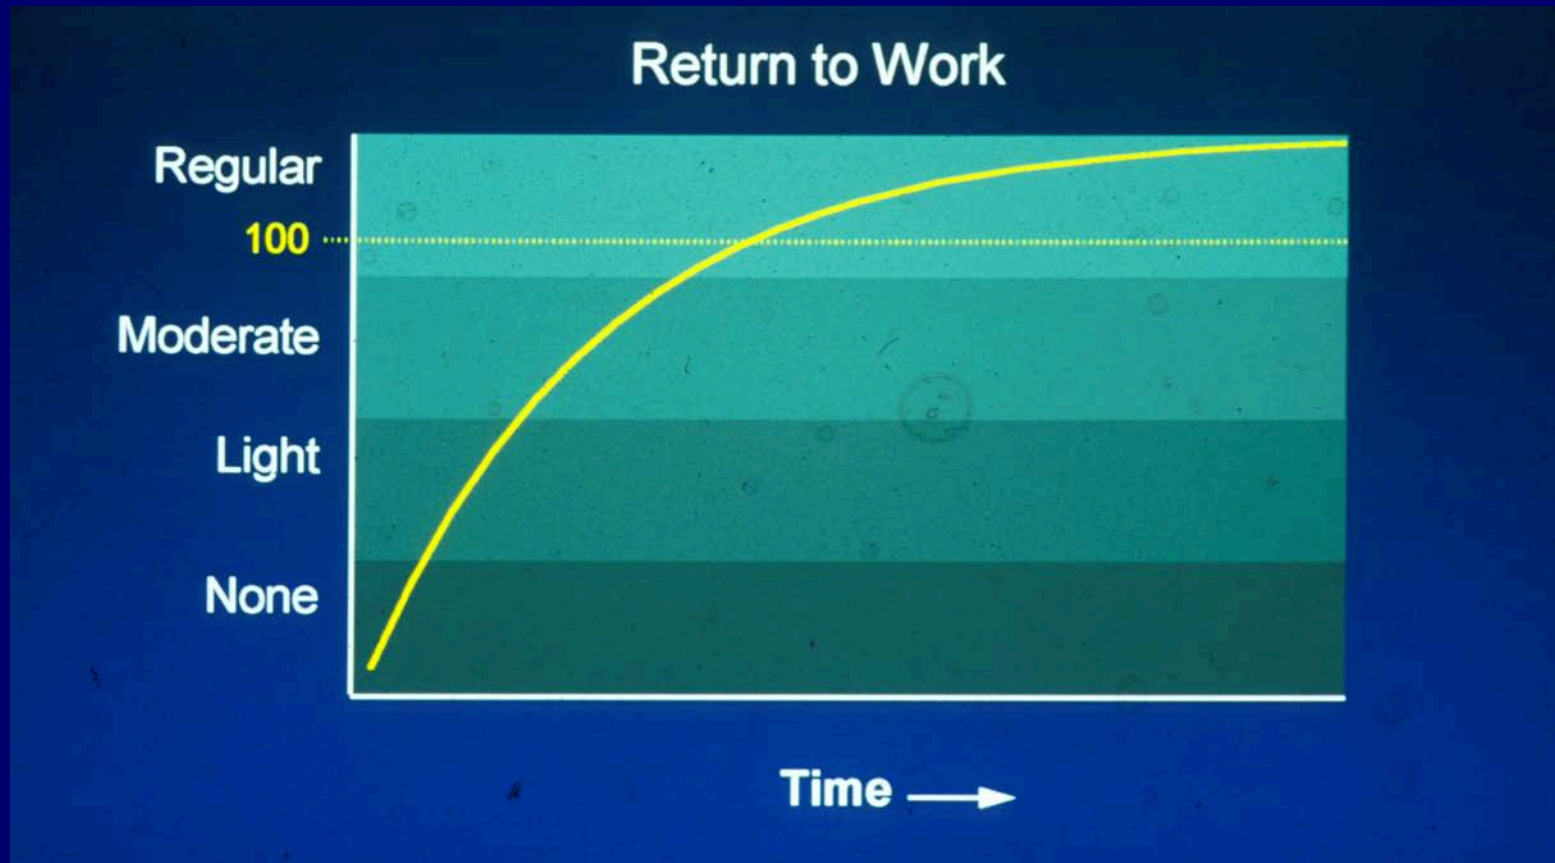 Return to Work
Regular
100
Moderate
Light
None
Time